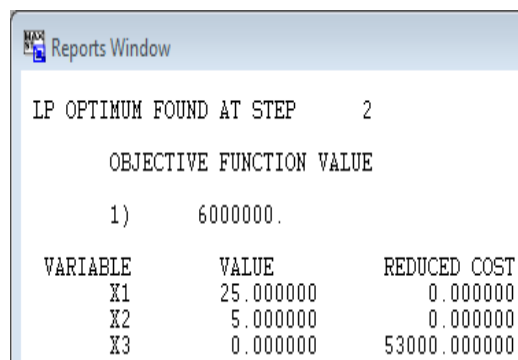 Reports Window
LP OPTIMUM FOUND AT STEP 2
OBJECTIVE FUNCTION VALUE
1) 6000000.
VARIABLE VALUE REDUCED COST
X1 25.000000 0.000000
X2 5.000000 0.000000
X3 0.000000 53000.000000